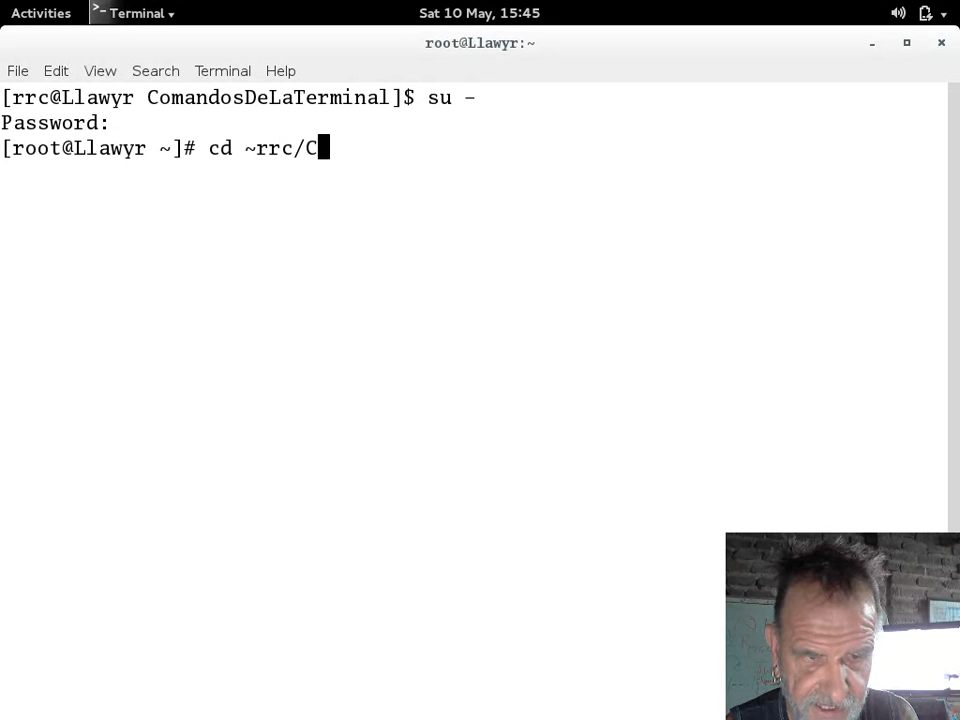 Activities
Terminal
Sat 10 May, 15:45
root@Llawyr:~
File Edit View Search Terminal Help
[rrc@Llawyr ComandosDeLaTerminal]$ su -
Password:
[root@Llawyr ~]# cd ~rrc/C